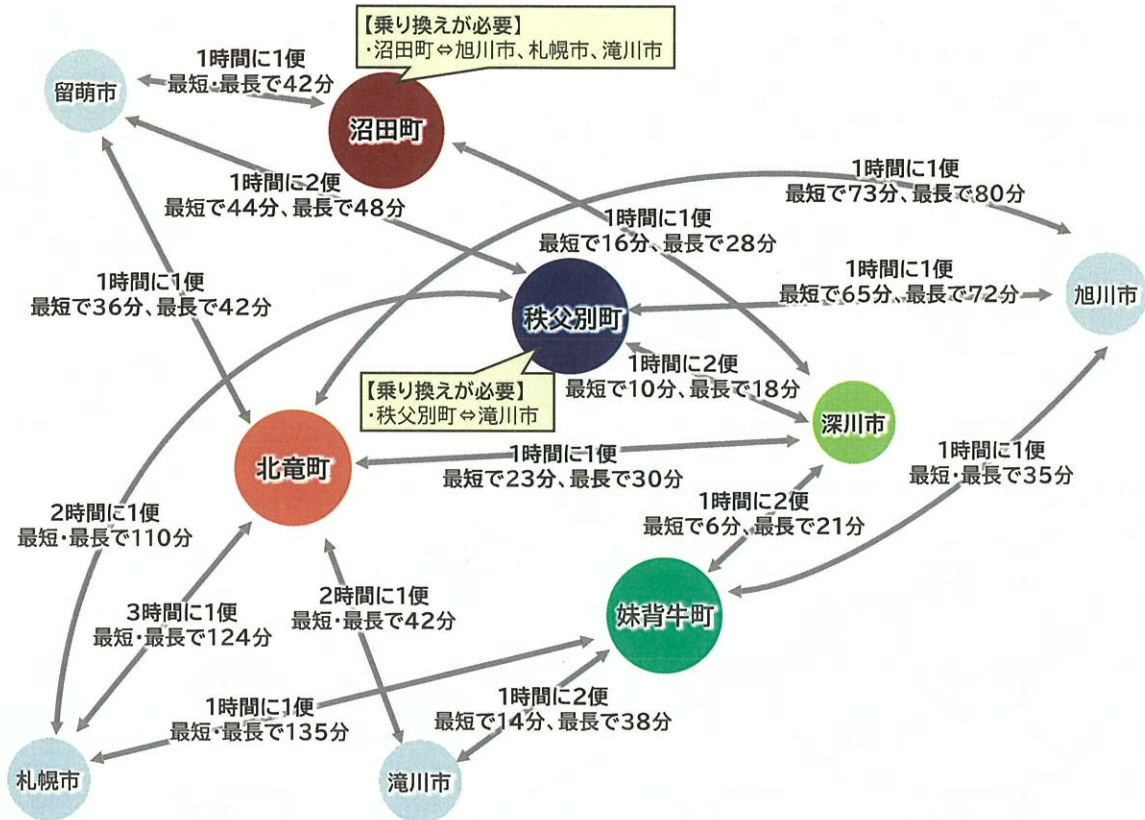 【乗り換えが必要】
・沼田町⇔旭川市、札幌市、滝川市
1時間に1便
最短・最長で42分
留萌市
沼田町
1時間に2便
最短で44分、最長で48分
1時間に1便
最短で73分、最長で80分
1時間に1便
最短で16分、最長で28分
1時間に1便
最短で36分、最長で42分
秩父別町
1時間に1便
最短で65分、最長で72分
旭川市
【乗り換えが必要】
・秩父別町⇔滝川市
1時間に2便
最短で10分、最長で18分
深川市
北竜町
1時間に1便
最短で23分、最長で30分
1時間に1便
最短・最長で35分
2時間に1便
最短・最長で110分
1時間に2便
最短で6分、最長で21分
3時間に1便
最短・最長で124分
2時間に1便
最短・最長で42分
妹背牛町
1時間に1便
最短・最長で135分
1時間に2便
最短で14分、最長で38分
札幌市
滝川市